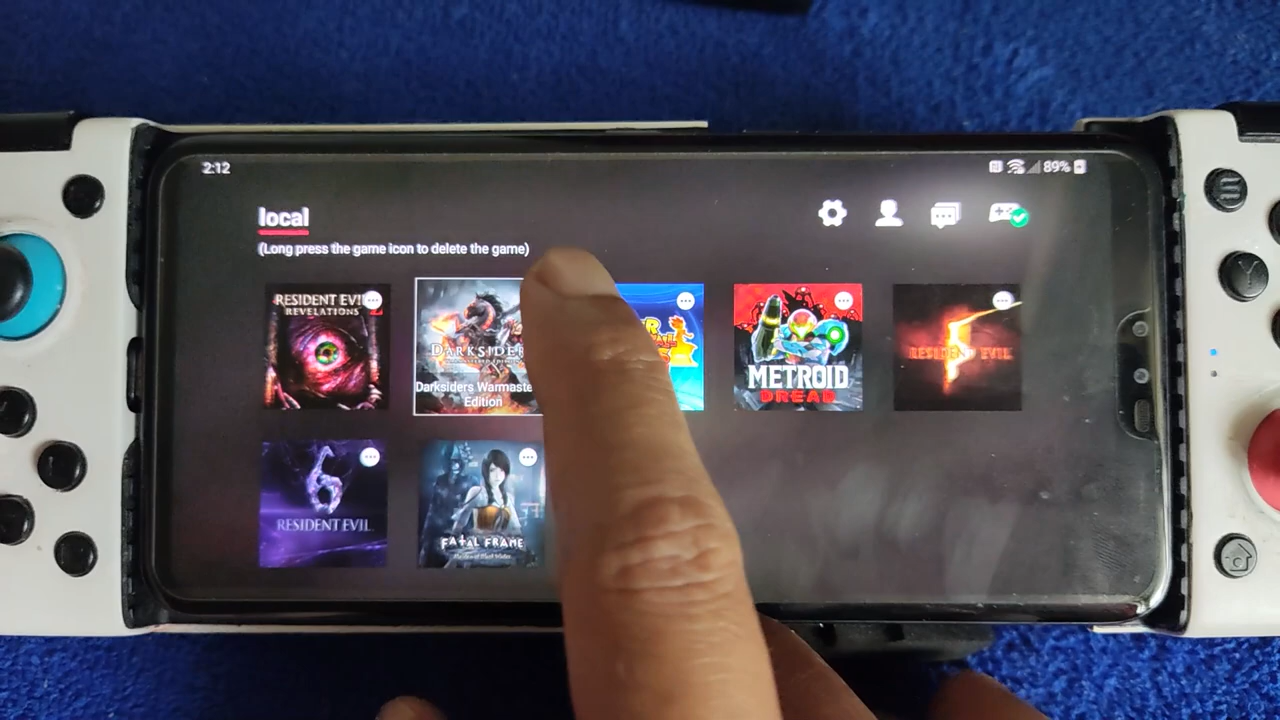 2:12
89%
local
(Long press the game icon to delete the game)
RESIDENT EVIL
REVELATIONS
DARKSIDERS
Darksiders Warmaste
Edition
METROID
DREAD
RESIDENT EVIL
6
RESIDENT EVIL
FATAL FRAME
Y